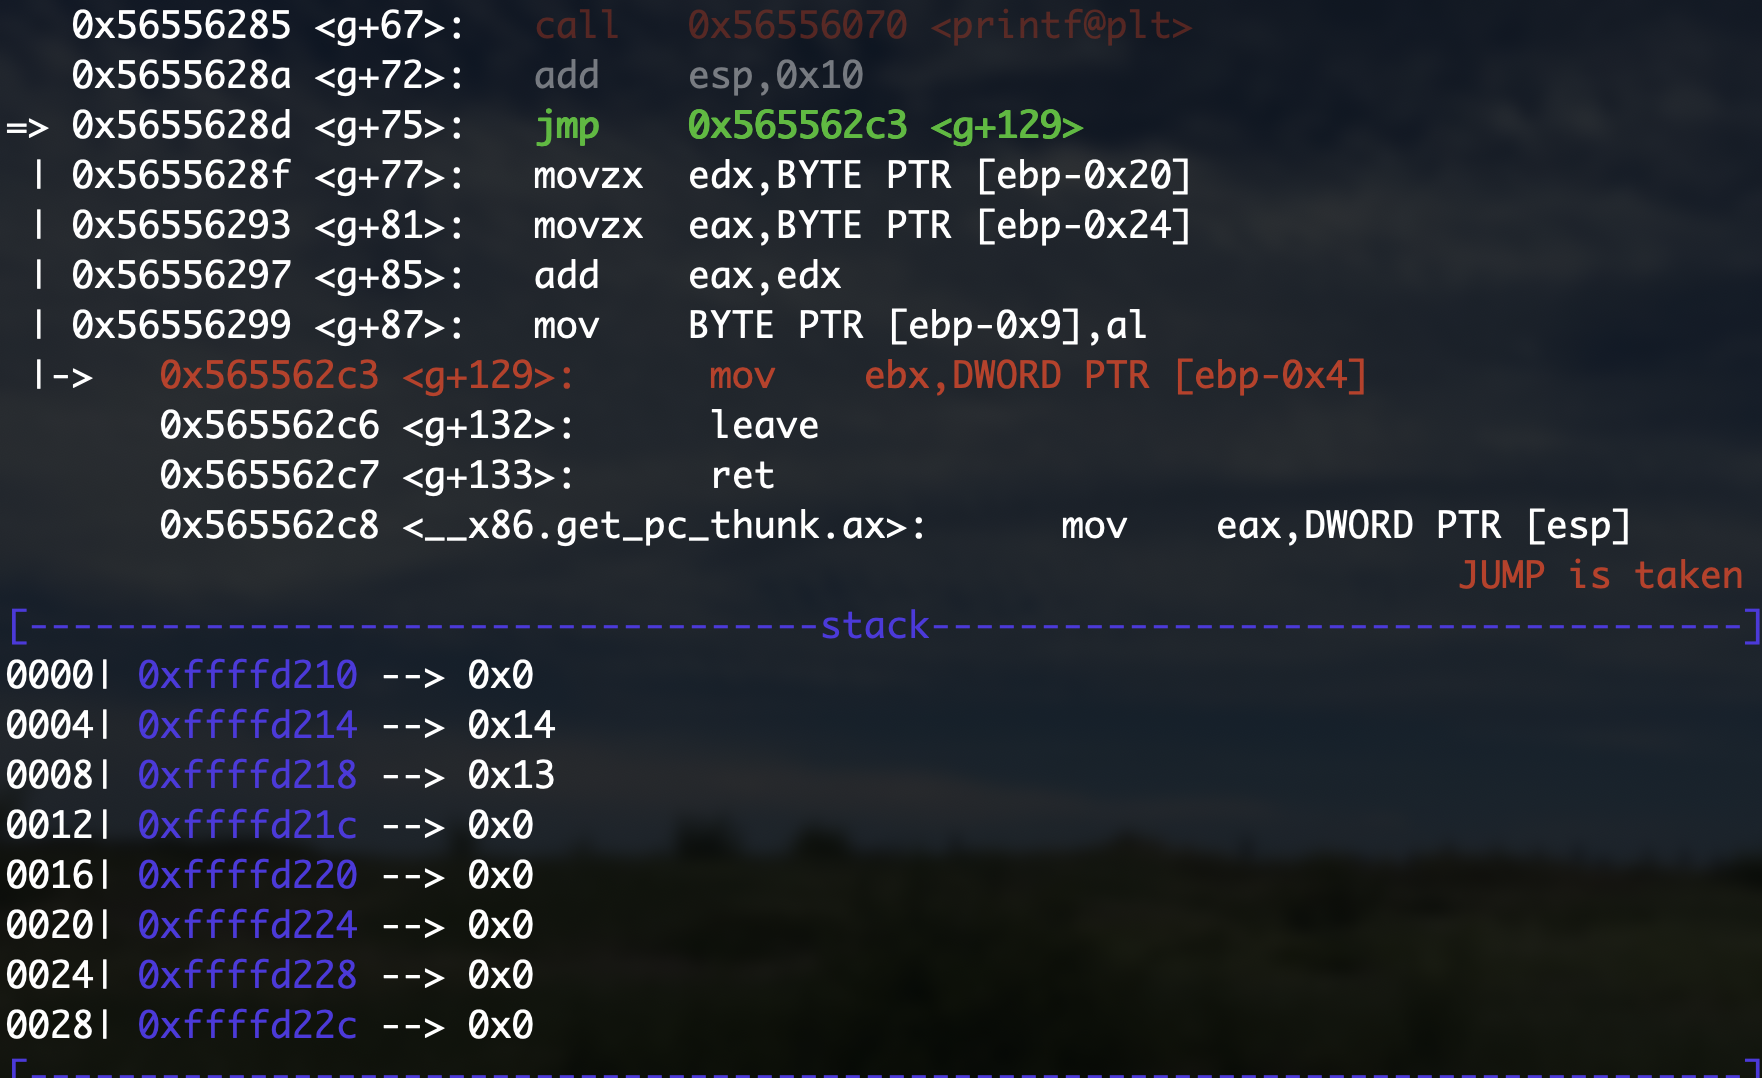 0x56556285 <g+67>: call 0x56556070 <printf@plt>
0x5655628a <g+72>: add esp,0x10
=> 0x5655628d <g+75>: jmp 0x565562c3 <g+129>
| 0x5655628f <g+77>: movzx edx,BYTE PTR [ebp-0x20]
| 0x56556293 <g+81>: movzx eax,BYTE PTR [ebp-0x24]
| 0x56556297 <g+85>: add eax,edx
| 0x56556299 <g+87>: mov BYTE PTR [ebp-0x9],al
|-> 0x565562c3 <g+129>: mov ebx,DWORD PTR [ebp-0x4]
0x565562c6 <g+132>: leave
0x565562c7 <g+133>: ret
0x565562c8 <__x86.get_pc_thunk.ax>: mov eax,DWORD PTR [esp]
JUMP is taken
[------------------------------------stack-------------------------------------]
0000| 0xffffd210 --> 0x0
0004| 0xffffd214 --> 0x14
0008| 0xffffd218 --> 0x13
0012| 0xffffd21c --> 0x0
0016| 0xffffd220 --> 0x0
0020| 0xffffd224 --> 0x0
0024| 0xffffd228 --> 0x0
0028| 0xffffd22c --> 0x0
[------------------------------------------------------------------------------]